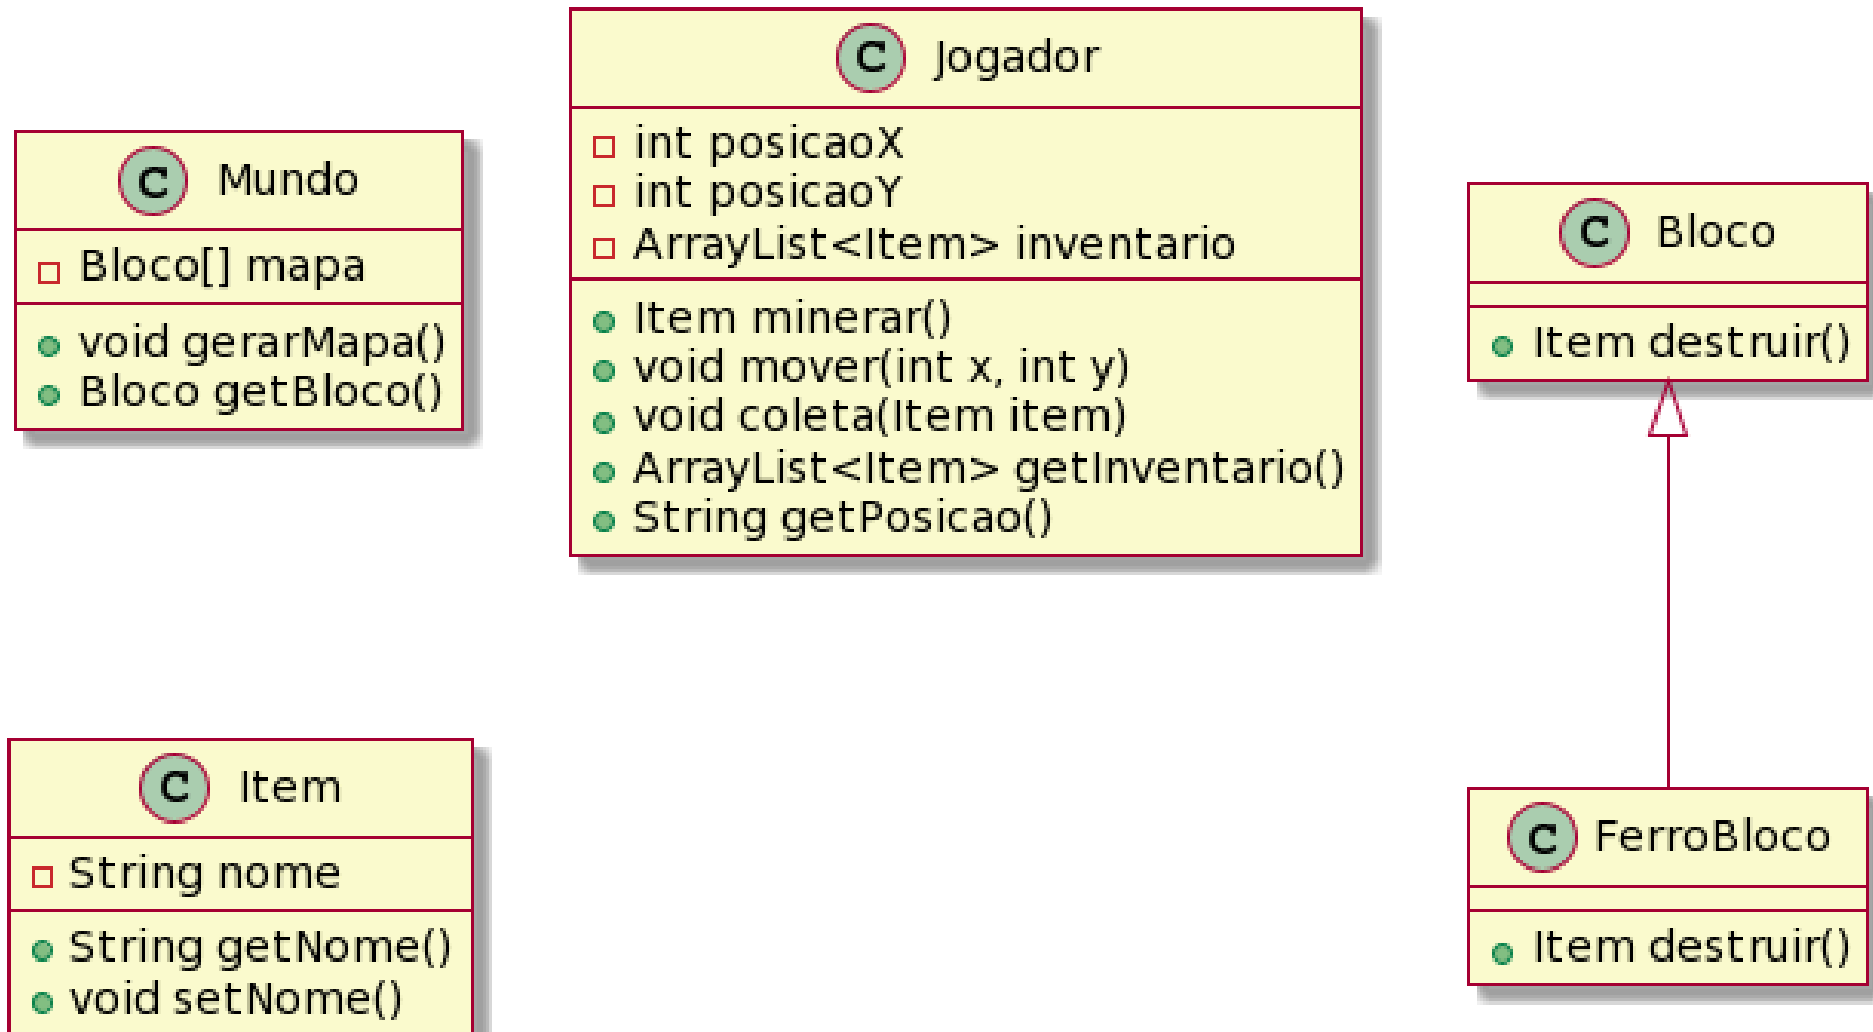 C Mundo
Bloco[] mapa
void gerarMapa()
Bloco getBloco()
C Jogador
int posicaoX
int posicaoY
ArrayList<Item> inventario
Item minerar()
void mover(int x, int y)
void coleta(Item item)
ArrayList<Item> getInventario()
String getPosicao()
C Bloco
Item destruir()
C Item
String nome
String getNome()
void setNome()
C FerroBloco
Item destruir()